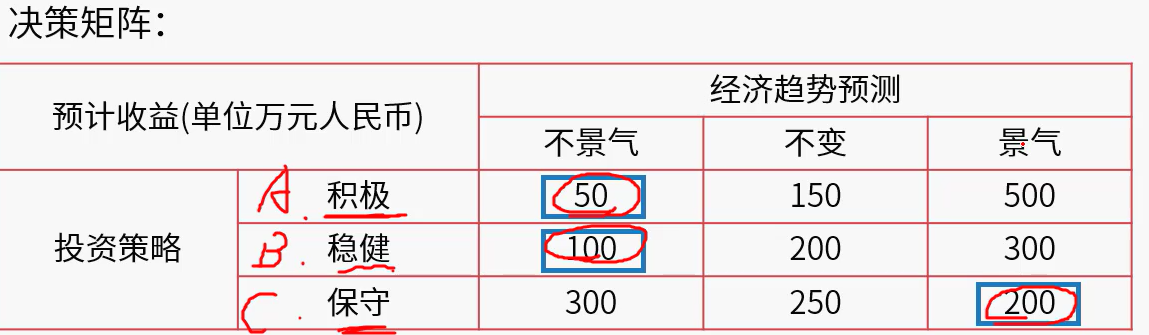 决策矩阵：
预计收益(单位万元人民币)
经济趋势预测
不景气 不变 景气
投资策略
A. 积极 50 150 500
B. 稳健 100 200 300
C. 保守 300 250 200